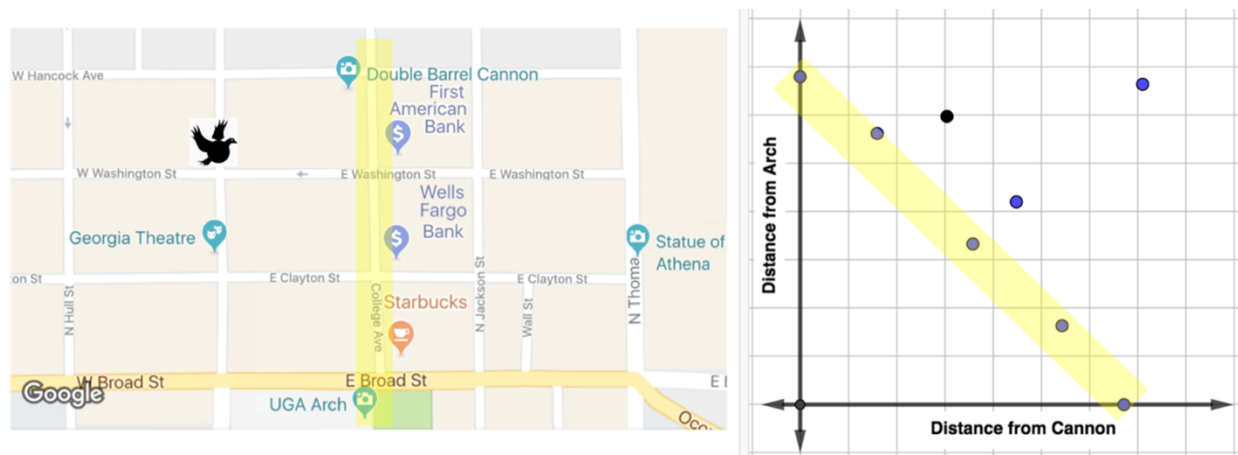 W Hancock Ave
Double Barrel Cannon
First
American
Bank
W Washington St
E Washington St
E Washington St
Wells
Fargo
Bank
Georgia Theatre
Statue of
Athena
on St
E Clayton St
E Clayton St
N Hull St
College Ave
Starbucks
N Jackson St
Wall St
N Thoma
Google
W Broad St
E Broad St
E
UGA Arch
Oco
Distance from Arch
Distance from Cannon